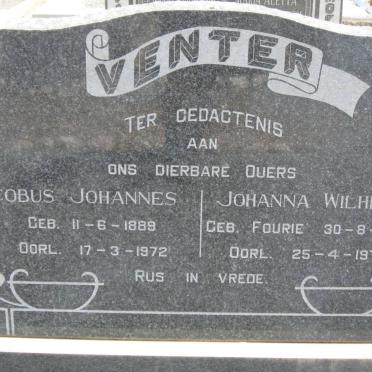 VENTER
TER GEDACTENIS
AAN
ONS DIERBARE OUERS
COBUS JOHANNES JOHANNA WILH
GEB. 11-6-1889 GEB. FOURIE 30-8-
OORL. 17-3-1972 OORL. 25-4-197
RUS IN VREDE.